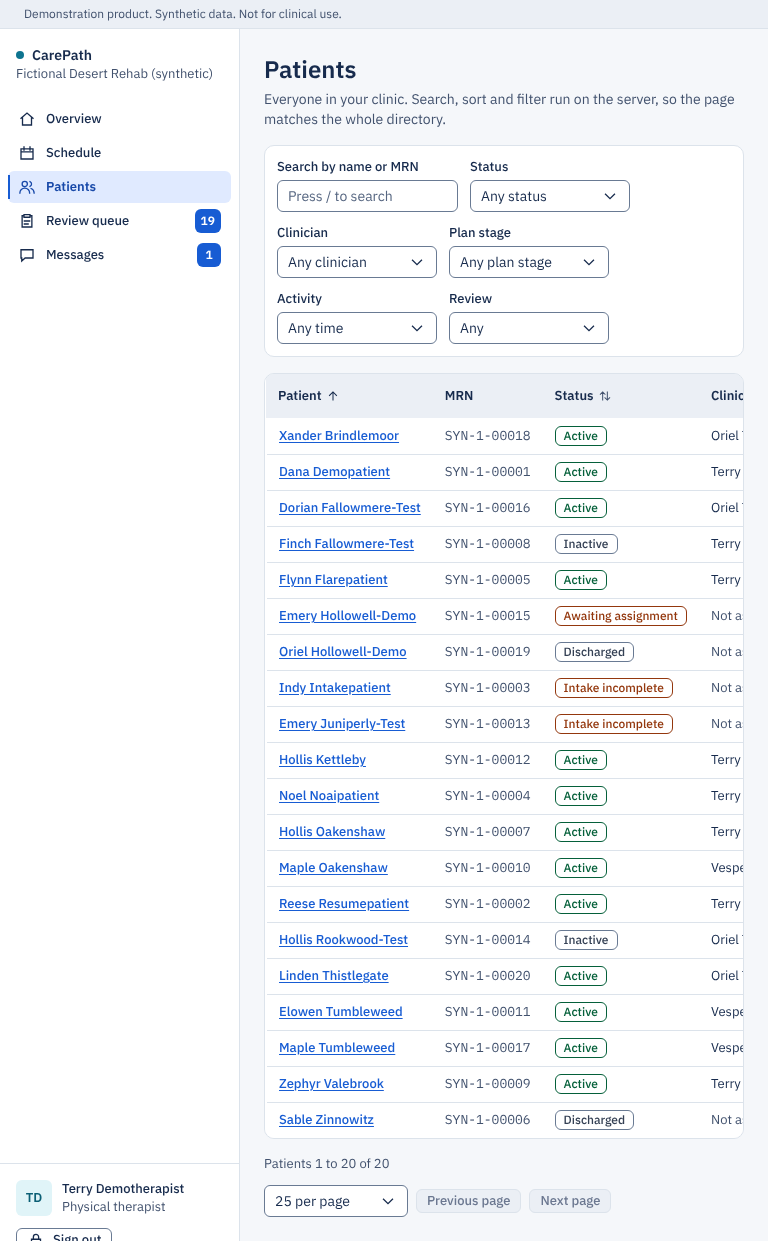 Demonstration product. Synthetic data. Not for clinical use.
CarePath
Fictional Desert Rehab (synthetic)
Overview
Schedule
Patients
Review queue 19
Messages 1
TD
Terry Demotherapist
Physical therapist
Sign out
Patients
Everyone in your clinic. Search, sort and filter run on the server, so the page
matches the whole directory.
Search by name or MRN Status
Press / to search Any status
Clinician Plan stage
Any clinician Any plan stage
Activity Review
Any time Any
Patient MRN Status
Xander Brindlemoor SYN-1-00018 Active Oriel
Dana Demopatient SYN-1-00001 Active Terry
Dorian Fallowmere-Test SYN-1-00016 Active Oriel
Finch Fallowmere-Test SYN-1-00008 Inactive Terry
Flynn Flarepatient SYN-1-00005 Active Terry
Emery Hollowell-Demo SYN-1-00015 Awaiting assignment Not
Oriel Hollowell-Demo SYN-1-00019 Discharged Not
Indy Intakepatient SYN-1-00003 Intake incomplete Not
Emery Juniperly-Test SYN-1-00013 Intake incomplete Not
Hollis Kettleby SYN-1-00012 Active Terry
Noel Noaipatient SYN-1-00004 Active Terry
Hollis Oakenshaw SYN-1-00007 Active Terry
Maple Oakenshaw SYN-1-00010 Active
Reese Resumepatient SYN-1-00002 Active Terry
Hollis Rookwood-Test SYN-1-00014 Inactive Oriel
Linden Thistlegate SYN-1-00020 Active Oriel
Elowen Tumbleweed SYN-1-00011 Active
Maple Tumbleweed SYN-1-00017 Active
Zephyr Valebrook SYN-1-00009 Active Terry
Sable Zinnowitz SYN-1-00006 Discharged Not
Patients 1 to 20 of 20
25 per page Previous page Next page